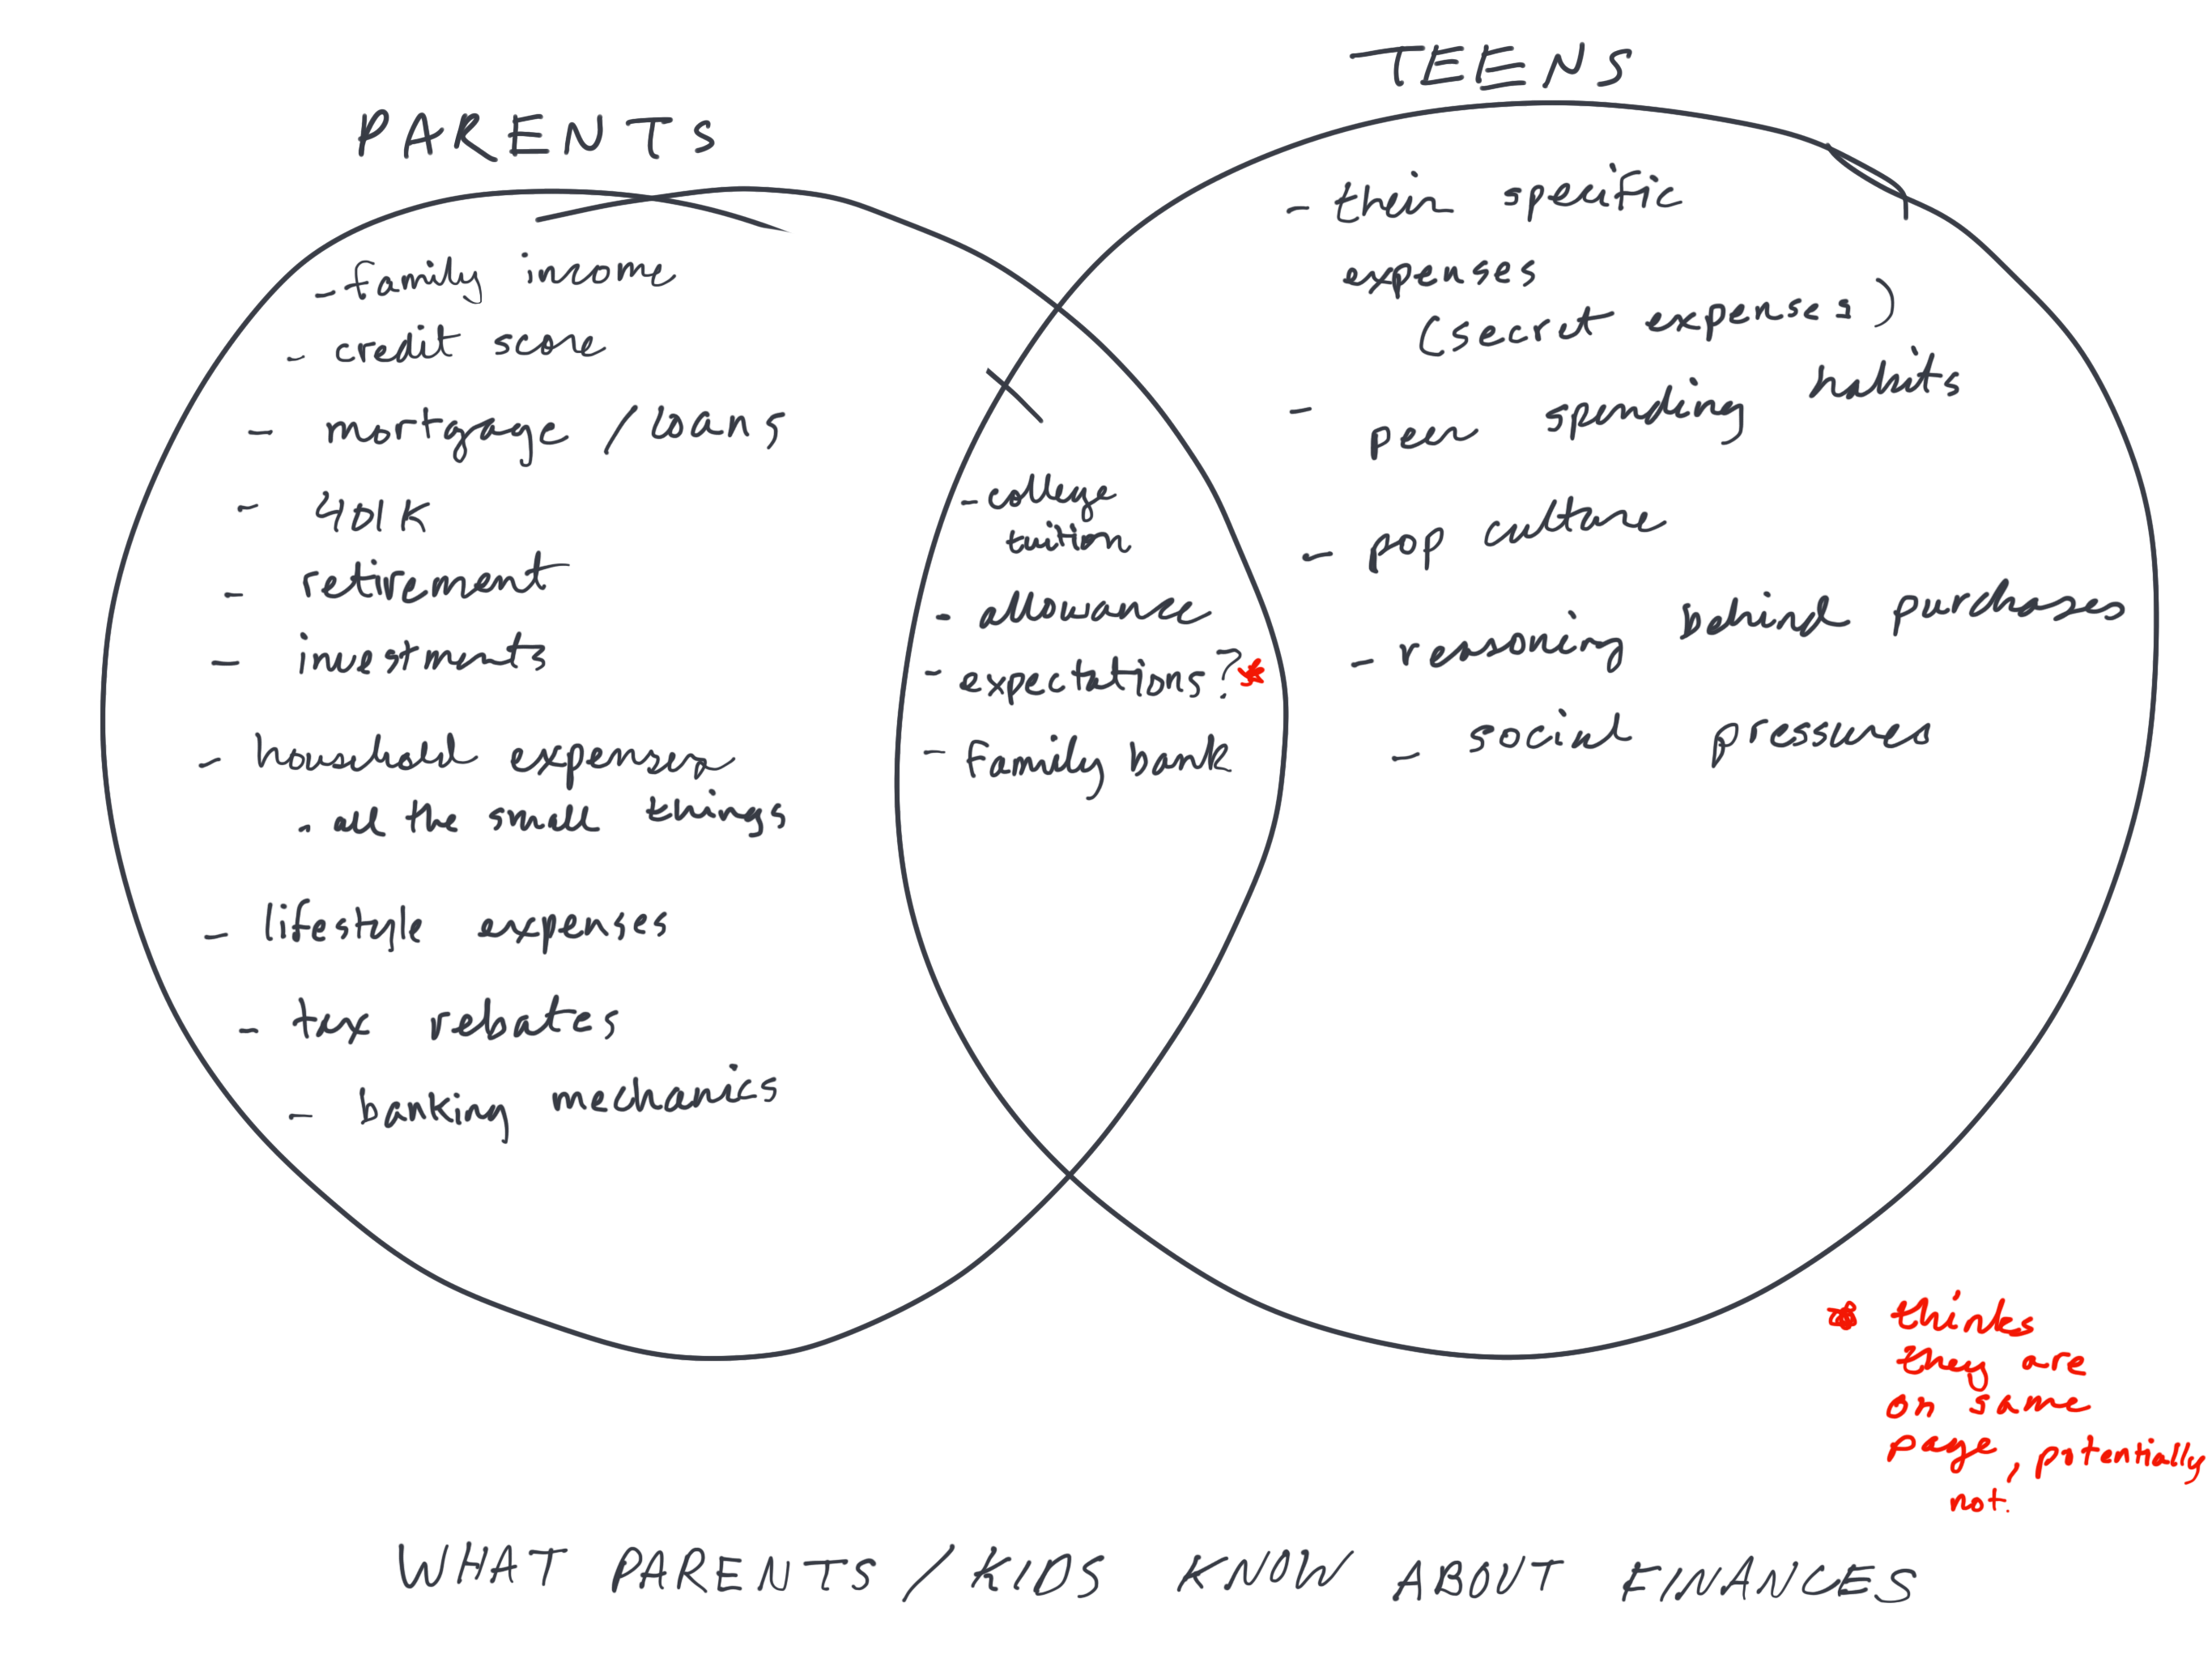 PARENTS
- family income
- credit score
- mortgage / loans
- 401K
- retirement
- investments
- household expenses
- all the small things
- lifestyle expenses
- tax rebates
- banking mechanics
- college
tuition
- allowance
- expectations? *
- Family bank
TEENS
- their specific
expenses
(secret expenses)
- peer spending habits
- pop culture
- reasoning behind purchases
- social pressures
* thinks
they are
on same
page, potentially
not.
WHAT PARENTS / KIDS KNOW ABOUT FINANCES